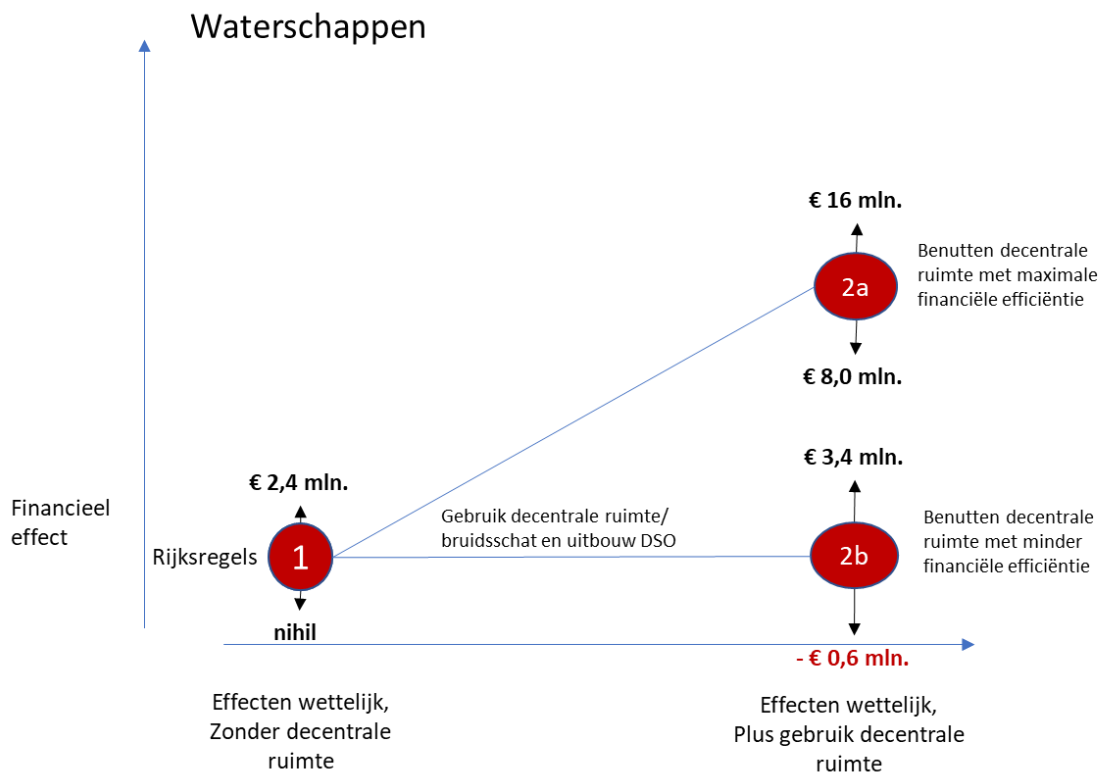 Waterschappen
€ 16 mln.
2a
Benutten decentrale
ruimte met maximale
financiële efficiëntie
€ 8,0 mln.
€ 2,4 mln.
€ 3,4 mln.
Financieel
effect
Rijksregels
1
Gebruik decentrale ruimte/
bruidsschat en uitbouw DSO
2b
Benutten decentrale
ruimte met minder
financiële efficiëntie
nihil
- € 0,6 mln.
Effecten wettelijk,
Zonder decentrale
ruimte
Effecten wettelijk,
Plus gebruik decentrale
ruimte